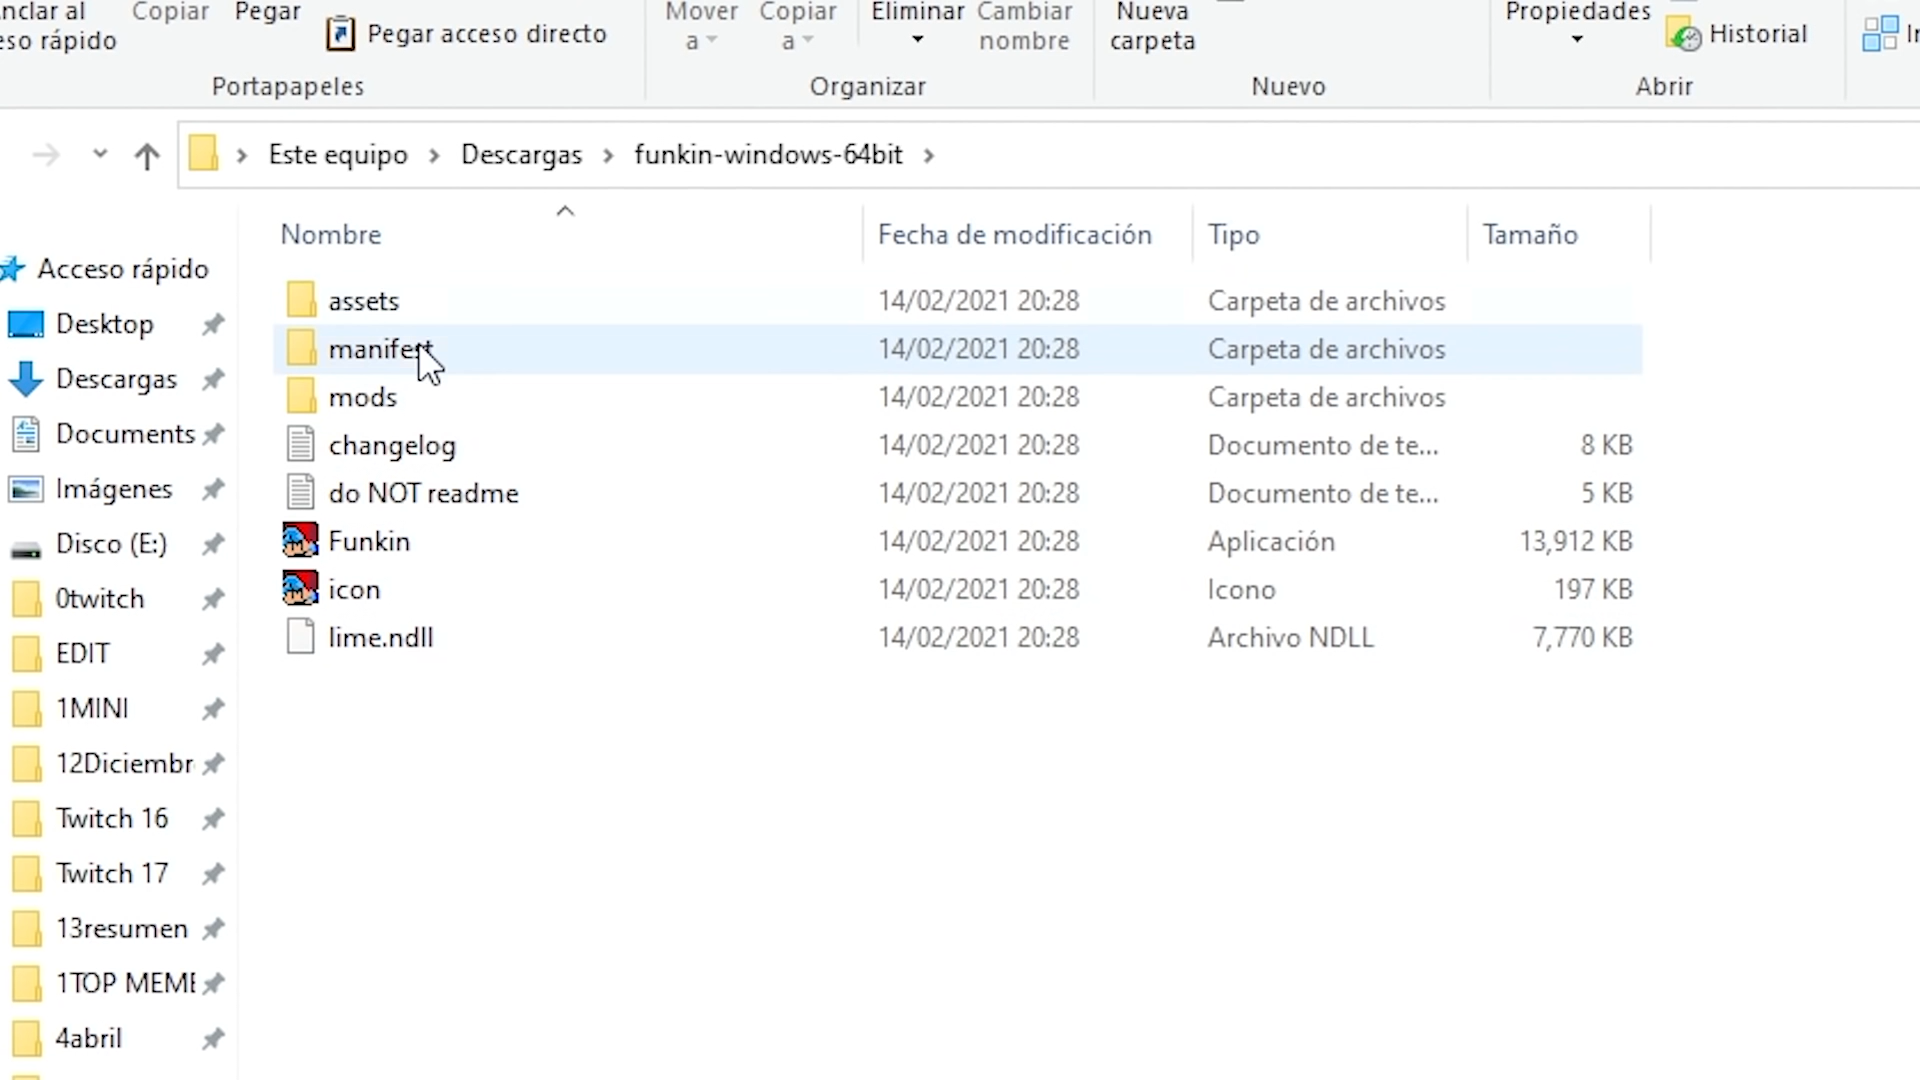 nclar al
eso rápido
Copiar
Pegar
Pegar acceso directo
Portapapeles
Mover
a
Copiar
a
Eliminar
Cambiar
nombre
Organizar
Nueva
carpeta
Nuevo
Propiedades
Historial
Abrir
Este equipo
Descargas
funkin-windows-64bit
Nombre Fecha de modificación Tipo Tamaño
assets 14/02/2021 20:28 Carpeta de archivos
manifest 14/02/2021 20:28 Carpeta de archivos
mods 14/02/2021 20:28 Carpeta de archivos
changelog 14/02/2021 20:28 Documento de te... 8 KB
do NOT readme 14/02/2021 20:28 Documento de te... 5 KB
Funkin 14/02/2021 20:28 Aplicación 13,912 KB
icon 14/02/2021 20:28 Icono 197 KB
lime.ndll 14/02/2021 20:28 Archivo NDLL 7,770 KB
Acceso rápido
Desktop
Descargas
Documents
Imágenes
Disco (E:)
0twitch
EDIT
1MINI
12Diciembr
Twitch 16
Twitch 17
13resumen
1TOP MEME
4abril